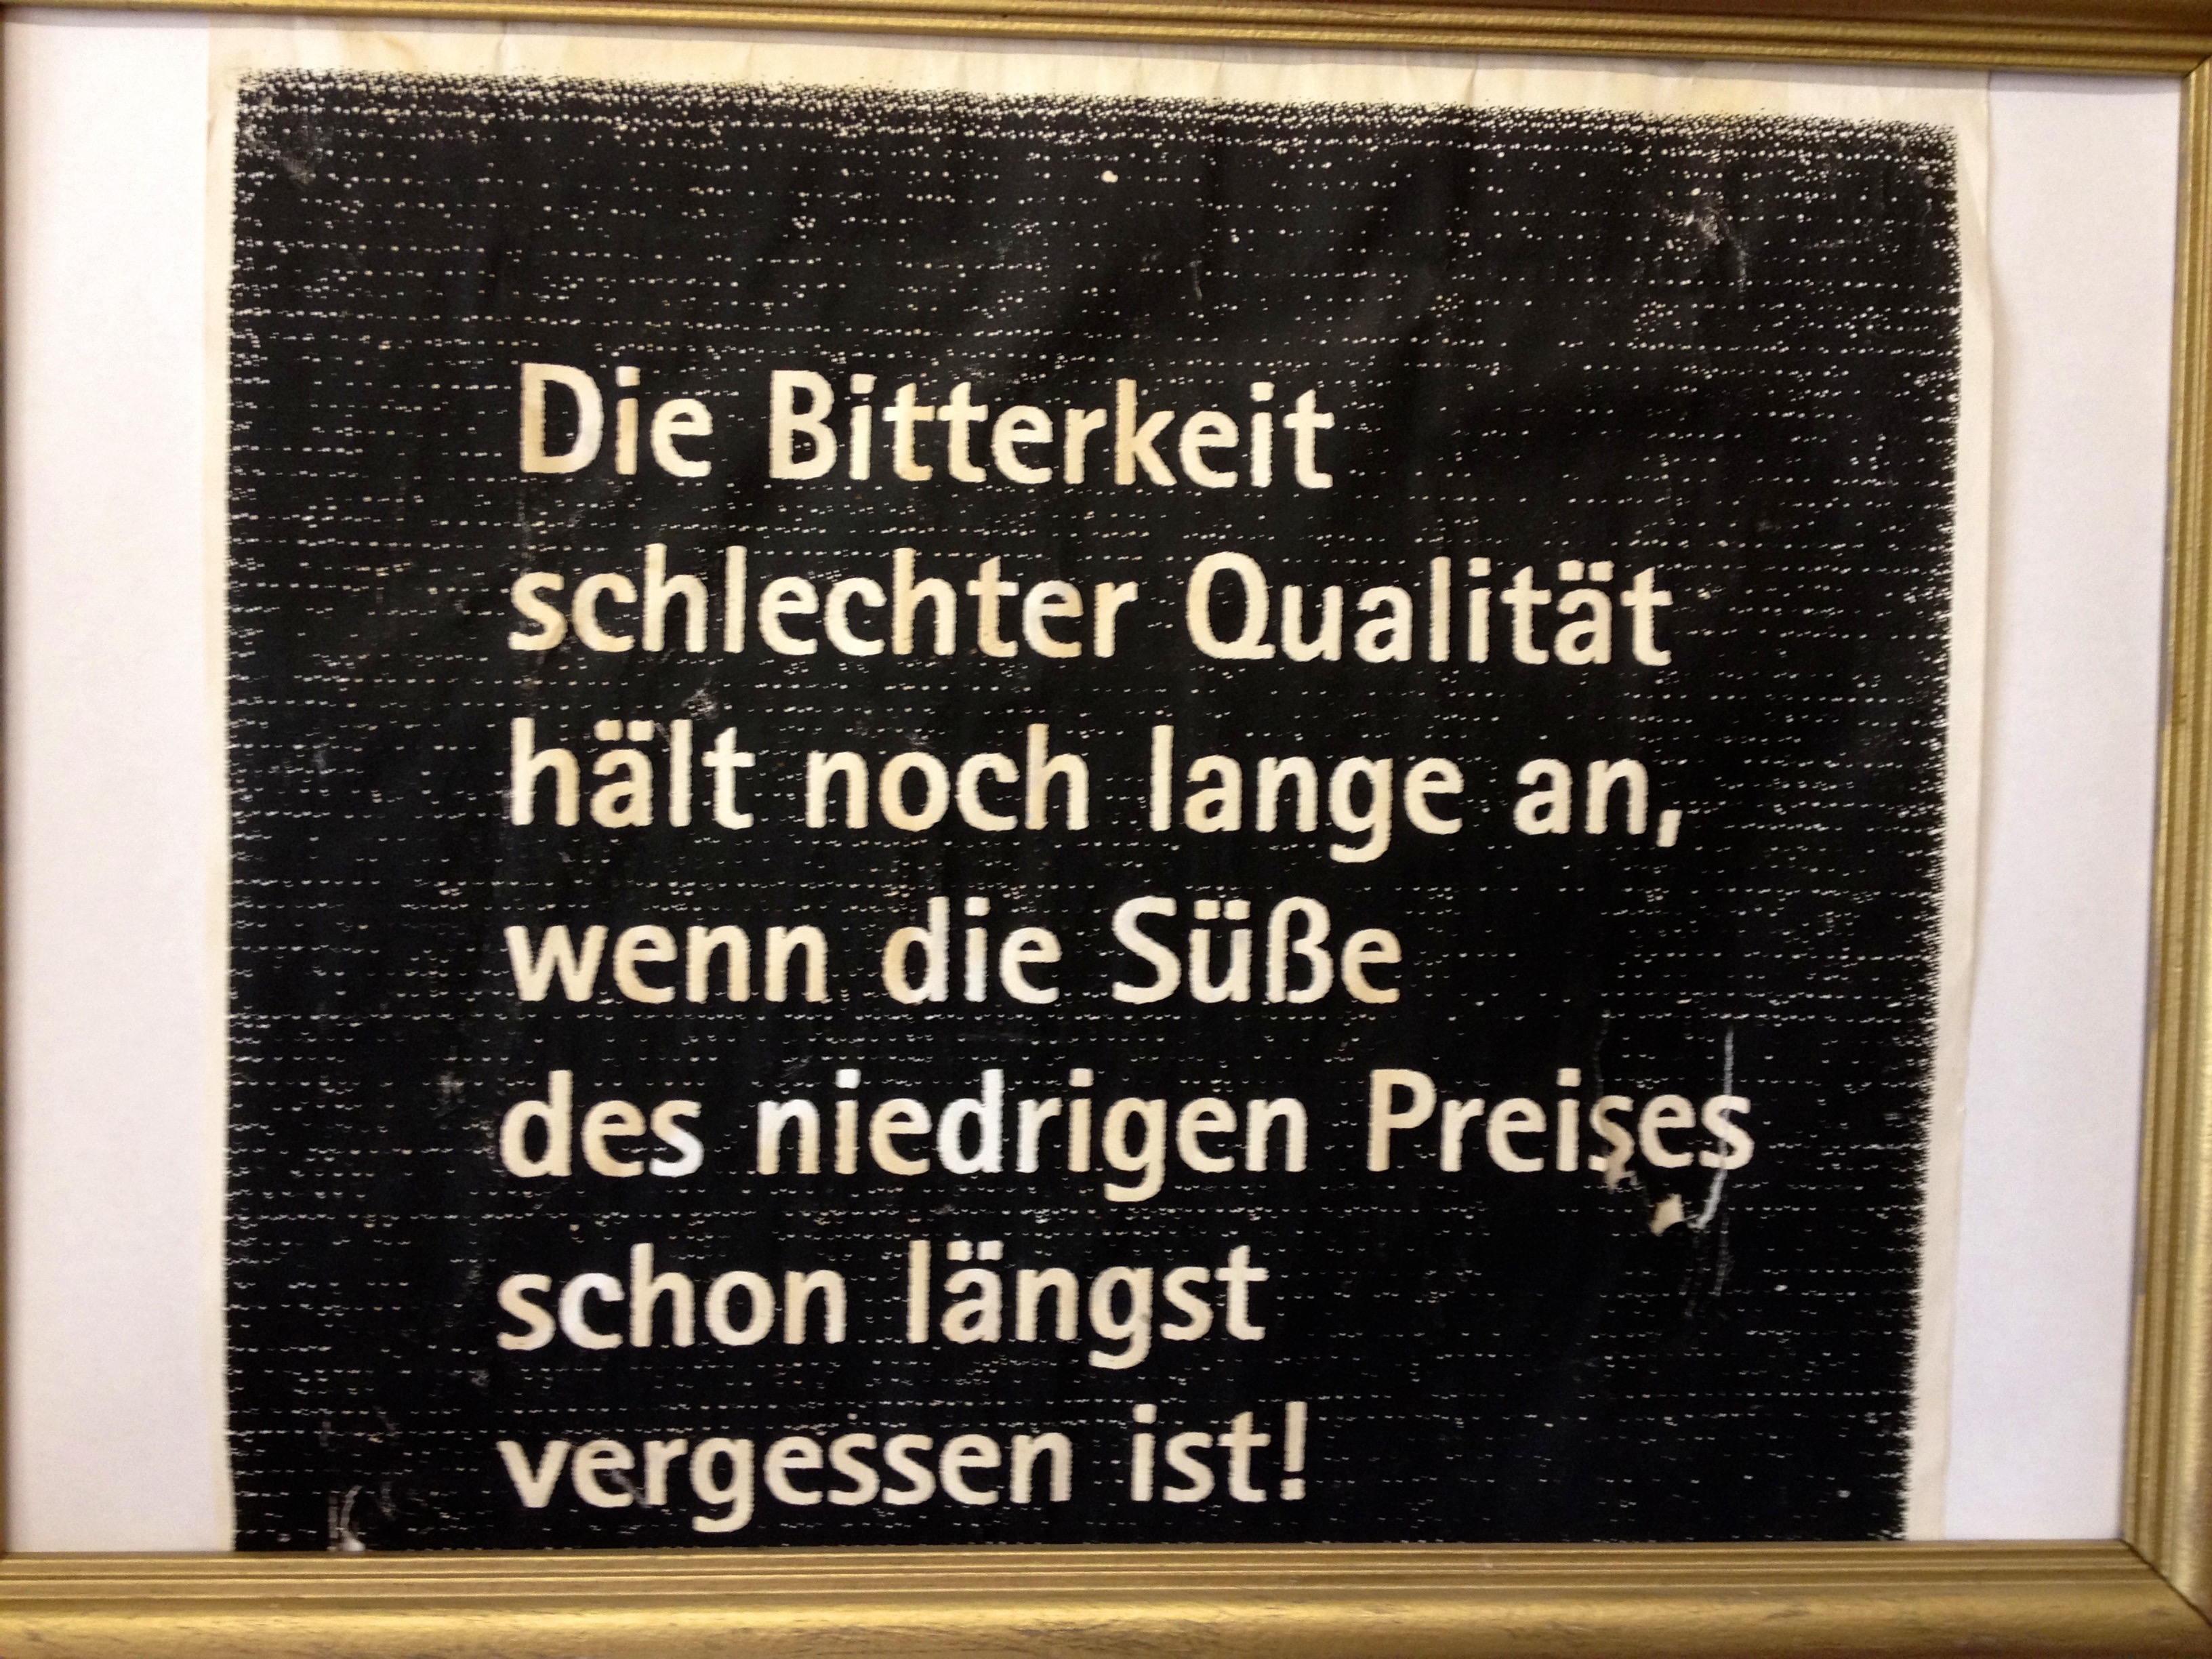 Die Bitterkeit
schlechter Qualität
hält noch lange an,
wenn die Süße
des niedrigen Preises
schon längst
vergessen ist!